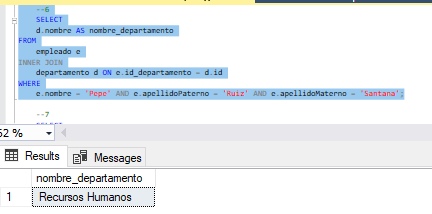 --6
SELECT
d.nombre AS nombre_departamento
FROM
empleado e
INNER JOIN
departamento d ON e.id_departamento = d.id
WHERE
e.nombre = 'Pepe' AND e.apellidoPaterno = 'Ruiz' AND e.apellidoMaterno = 'Santana';
--7
52 %
Results Messages
nombre_departamento
1 Recursos Humanos